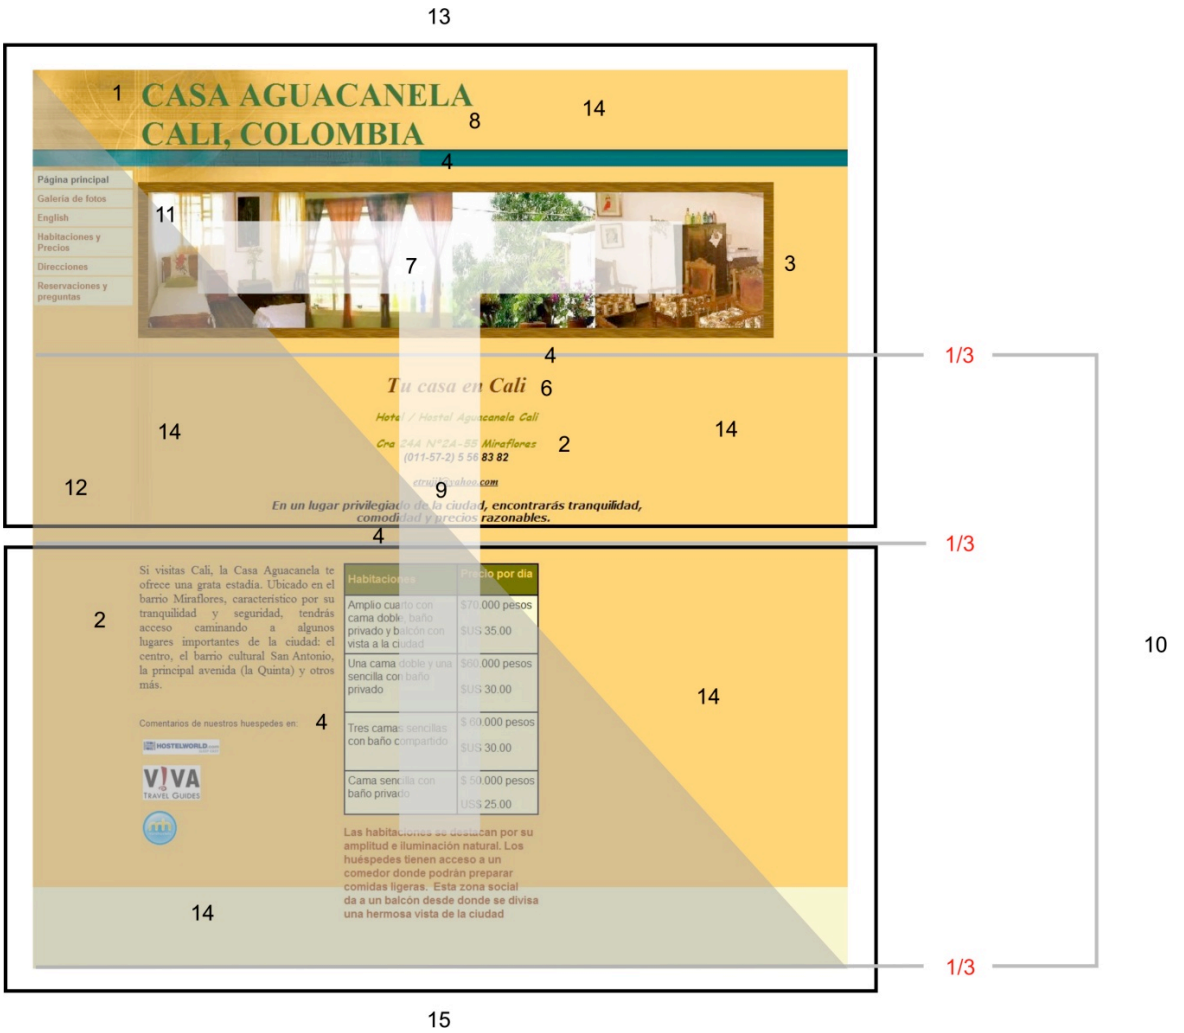 13
1
CASA AGUACANELA
CALI, COLOMBIA
8
14
4
Página principal
Galería de fotos
English
Habitaciones y
Precios
Direcciones
Reservaciones y
preguntas
11
7
3
4
1/3
Tu casa en Cali
6
Hotel / Hostal Aguacanela Cali
14
14
Cra 24A N°2A-55 Miraflores
2
(011-57-2) 5 56 83 82
12
9
En un lugar privilegiado de la ciudad, encontrarás tranquilidad,
comodidad y precios razonables.
4
1/3
Si visitas Cali, la Casa Aguacanela te
ofrece una grata estadía. Ubicado en el
barrio Miraflores, característico por su
tranquilidad y seguridad, tendrás
acceso caminando a algunos
lugares importantes de la ciudad: el
centro, el barrio cultural San Antonio,
la principal avenida (la Quinta) y otros
más.
2
Comentarios de nuestros huespedes en:
4
HOSTELWORLD.com
V!VA
TRAVEL GUIDES
Habitaciones Precio por día
Amplio cuarto con
cama doble, baño
privado y balcón con
vista a la ciudad
$70.000 pesos
$US 35.00
Una cama doble y una
sencilla con baño
privado
$60.000 pesos
$US 30.00
Tres camas sencillas
con baño compartido
$ 60.000 pesos
$US 30.00
Cama sencilla con
baño privado
$ 50.000 pesos
US$ 25.00
10
14
Las habitaciones se destacan por su
amplitud e iluminación natural. Los
huéspedes tienen acceso a un
comedor donde podrán preparar
comidas ligeras. Esta zona social
da a un balcón desde donde se divisa
una hermosa vista de la ciudad
14
1/3
15